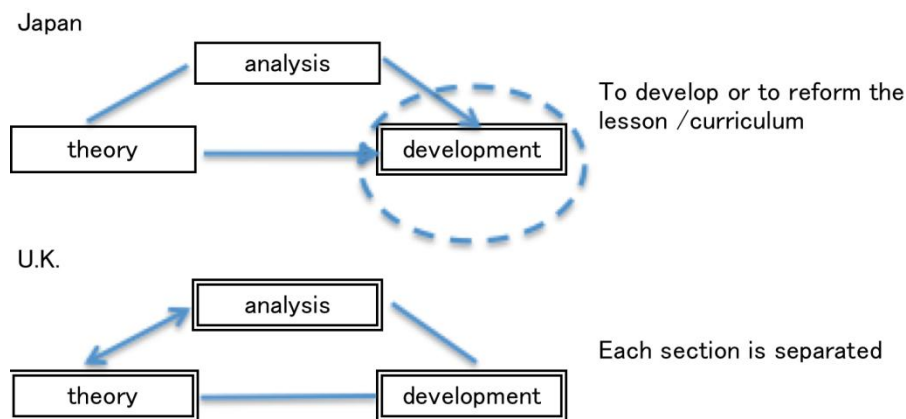 Japan
analysis
To develop or to reform the
lesson /curriculum
theory
development
U.K.
analysis
Each section is separated
theory
development